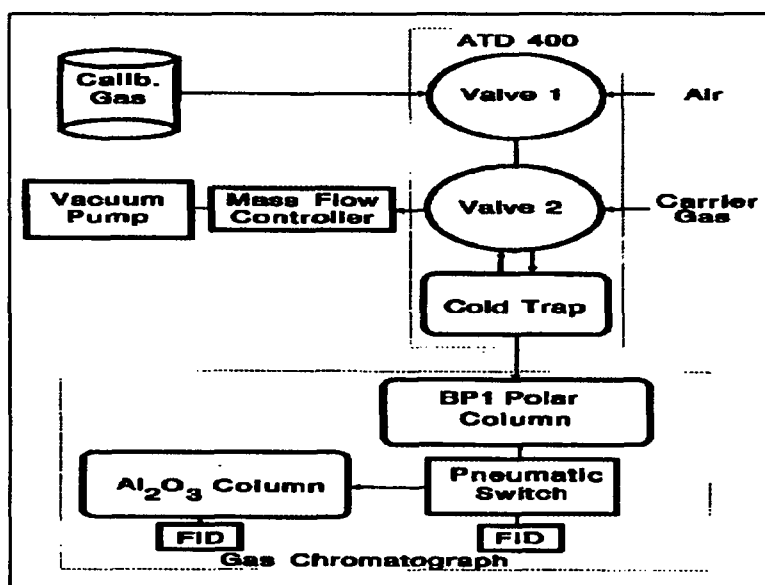 ATD 400
Calib.
Gas
Valve 1
Air
Vacuum
Pump
Mass Flow
Controller
Valve 2
Carrier
Gas
Cold Trap
BP1 Polar
Column
Al₂O₃ Column
Pneumatic
Switch
FID
FID
Gas Chromatograph